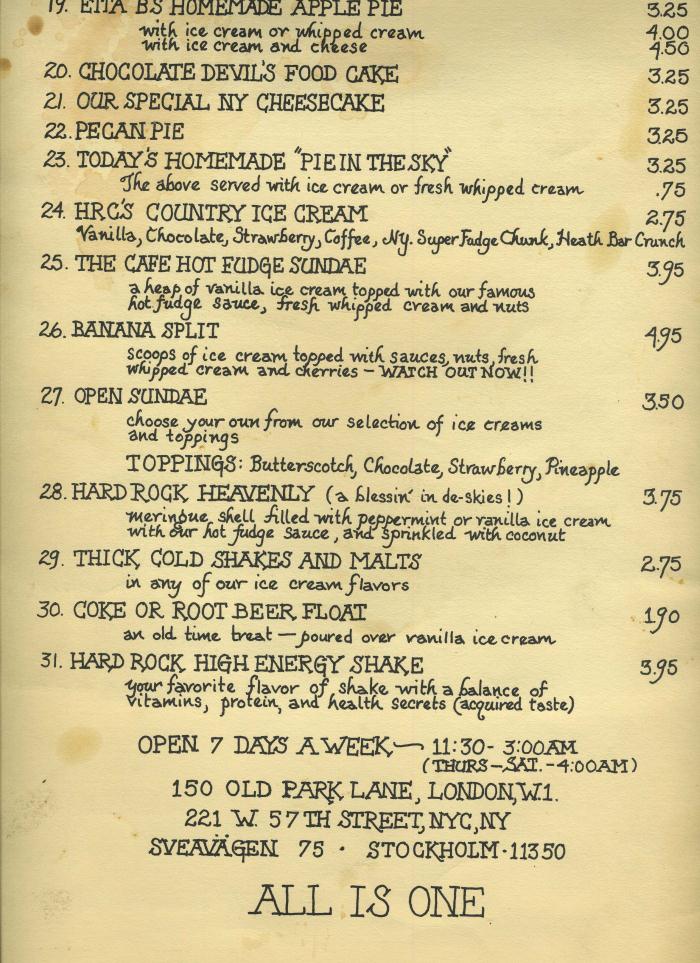 19. ETTA B'S HOMEMADE APPLE PIE 3.25
with ice cream or whipped cream 4.00
with ice cream and cheese 4.50
20. CHOCOLATE DEVIL'S FOOD CAKE 3.25
21. OUR SPECIAL NY CHEESECAKE 3.25
22. PECAN PIE 3.25
23. TODAY'S HOMEMADE "PIE IN THE SKY" 3.25
The above served with ice cream or fresh whipped cream .75
24. HRC'S COUNTRY ICE CREAM 2.75
Vanilla, Chocolate, Strawberry, Coffee, Ny. Super Fudge Chunk, Heath Bar Crunch
25. THE CAFE HOT FUDGE SUNDAE 3.95
a heap of vanilla ice cream topped with our famous
hot fudge sauce, fresh whipped cream and nuts
26. BANANA SPLIT 4.95
scoops of ice cream topped with sauces, nuts, fresh
whipped cream and cherries – WATCH OUT NOW!!
27. OPEN SUNDAE 3.50
choose your own from our selection of ice creams
and toppings
TOPPINGS: Butterscotch, Chocolate, Strawberry, Pineapple
28. HARD ROCK HEAVENLY (a blessin' in de-skies!) 3.75
meringue shell filled with peppermint or vanilla ice cream
with our hot fudge sauce, and sprinkled with coconut
29. THICK COLD SHAKES AND MALTS 2.75
in any of our ice cream flavors
30. COKE OR ROOT BEER FLOAT 1.90
an old time treat — poured over vanilla ice cream
31. HARD ROCK HIGH ENERGY SHAKE 3.95
your favorite flavor of shake with a balance of
vitamins, protein, and health secrets (acquired taste)
OPEN 7 DAYS A WEEK — 11:30 - 3:00AM
(THURS – SAT. - 4:00AM)
150 OLD PARK LANE, LONDON, W.1.
221 W. 57TH STREET, NYC, NY
SVEAVÄGEN 75 · STOCKHOLM · 11350
ALL IS ONE